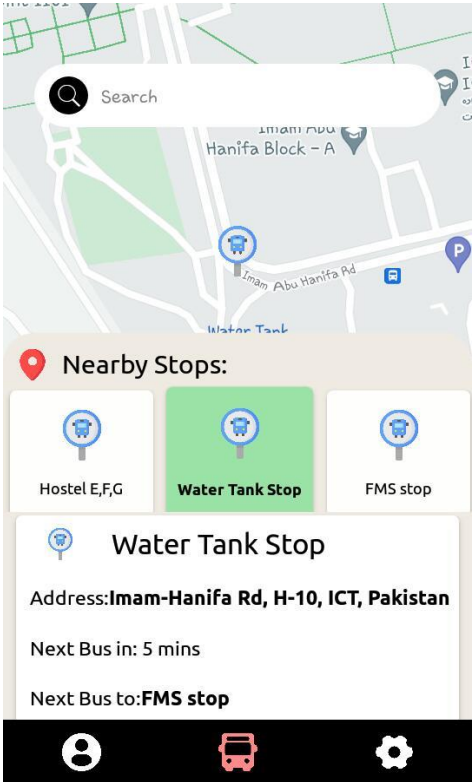 Search
Imam Abu
Hanifa Block - A
Imam Abu Hanifa Rd
P
Water Tank
Nearby Stops:
Hostel E,F,G
Water Tank Stop
FMS stop
Water Tank Stop
Address:Imam-Hanifa Rd, H-10, ICT, Pakistan
Next Bus in: 5 mins
Next Bus to:FMS stop